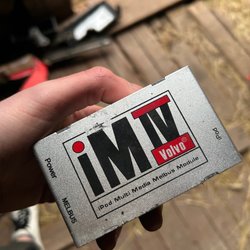 iMIV
Volvo
iPod Multi Media Melbus Module
Power
MELBUS
iPod